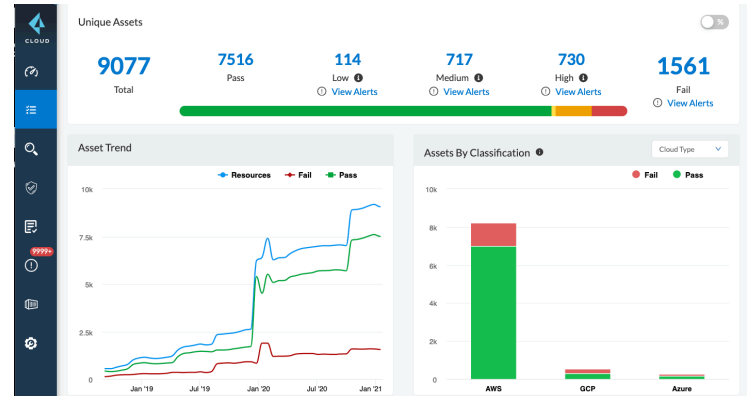 CLOUD
9999+
Unique Assets
%
9077
Total
7516
Pass
114
Low
View Alerts
717
Medium
View Alerts
730
High
View Alerts
1561
Fail
View Alerts
Asset Trend
Resources Fail Pass
10k
7.5k
5k
2.5k
0
Jan '19 Jul '19 Jan '20 Jul '20 Jan '21
Assets By Classification
Cloud Type
Fail Pass
10k
8k
6k
4k
2k
0
AWS GCP Azure